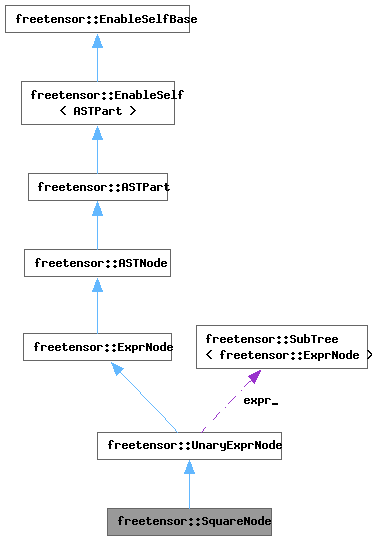 freetensor::EnableSelfBase
freetensor::EnableSelf
< ASTPart >
freetensor::ASTPart
freetensor::ASTNode
freetensor::ExprNode
freetensor::SubTree
< freetensor::ExprNode >
expr_
freetensor::UnaryExprNode
freetensor::SquareNode